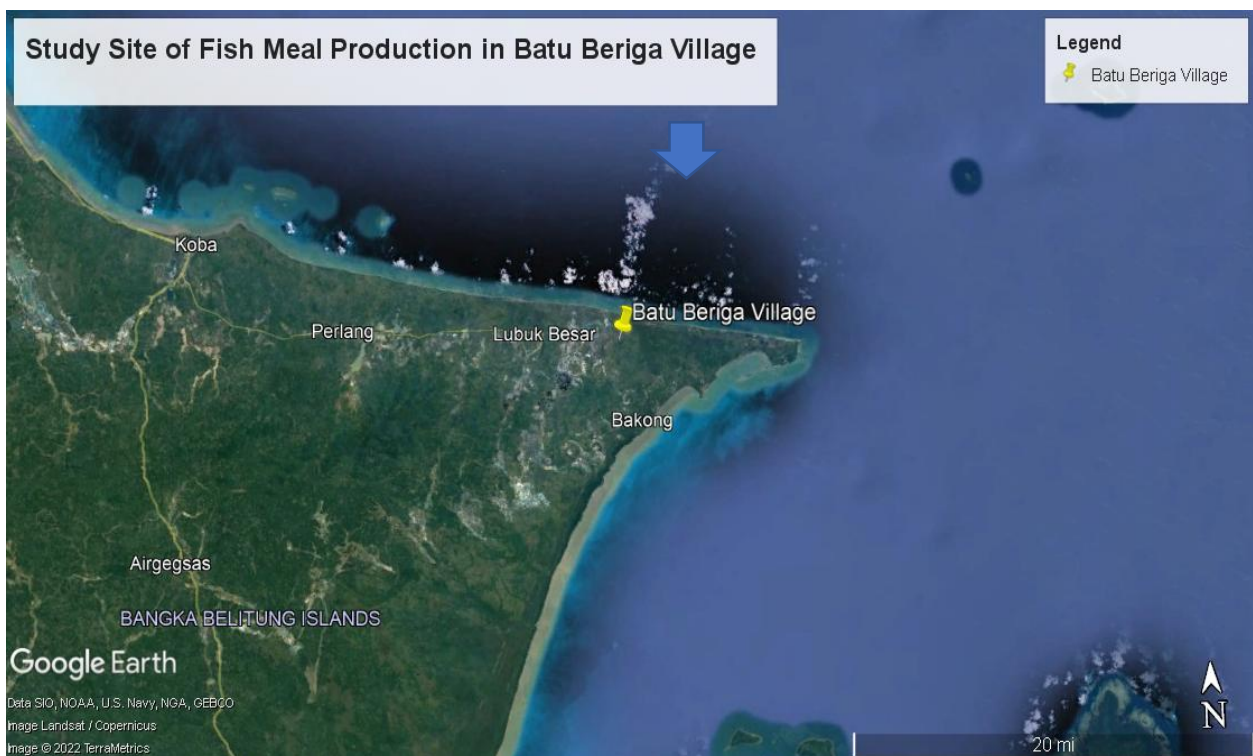 Study Site of Fish Meal Production in Batu Beriga Village
Legend
Batu Beriga Village
Koba
Batu Beriga Village
Perlang
Lubuk Besar
Bakong
Airgegsas
BANGKA BELITUNG ISLANDS
Google Earth
Data SIO, NOAA, U.S. Navy, NGA, GEBCO
Image Landsat / Copernicus
Image © 2022 TerraMetrics
N
20 mi